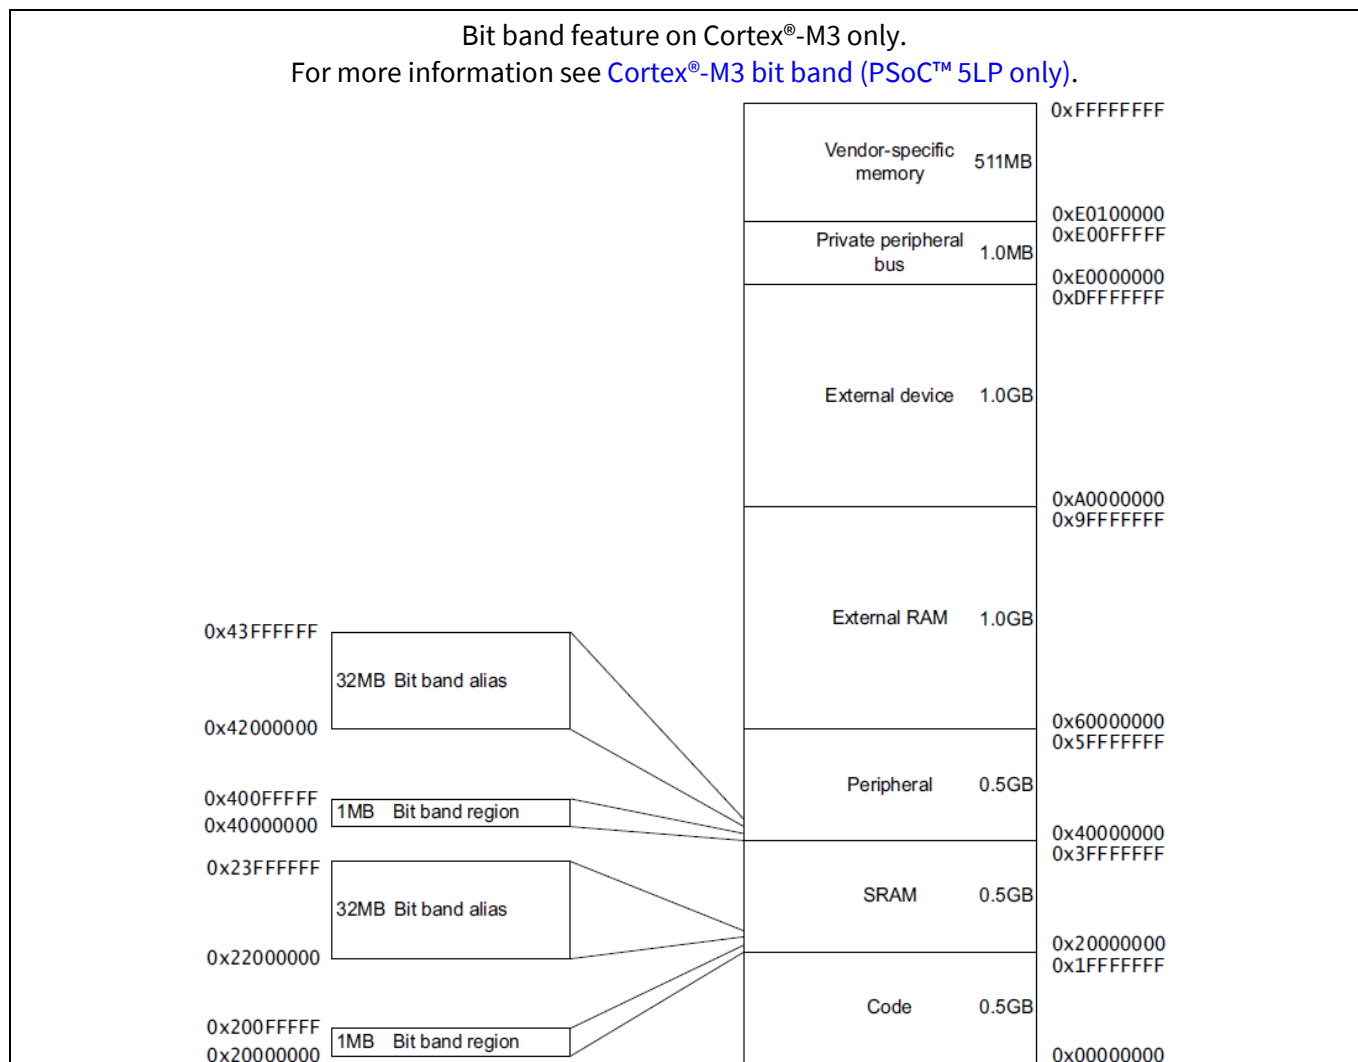 Bit band feature on Cortex®-M3 only.
For more information see Cortex®-M3 bit band (PSoC™ 5LP only).
0xFFFFFFFF
Vendor-specific
memory
511MB
0xE0100000
0xE00FFFFF
Private peripheral
bus
1.0MB
0xE0000000
0xDFFFFFFF
External device 1.0GB
0xA0000000
0x9FFFFFFF
External RAM 1.0GB
0x43FFFFFF
32MB Bit band alias
0x42000000
0x60000000
0x5FFFFFFF
Peripheral 0.5GB
0x400FFFFF
1MB Bit band region
0x40000000
0x40000000
0x3FFFFFFF
0x23FFFFFF
32MB Bit band alias
0x22000000
SRAM 0.5GB
0x20000000
0x1FFFFFFF
Code 0.5GB
0x200FFFFF
1MB Bit band region
0x20000000
0x00000000